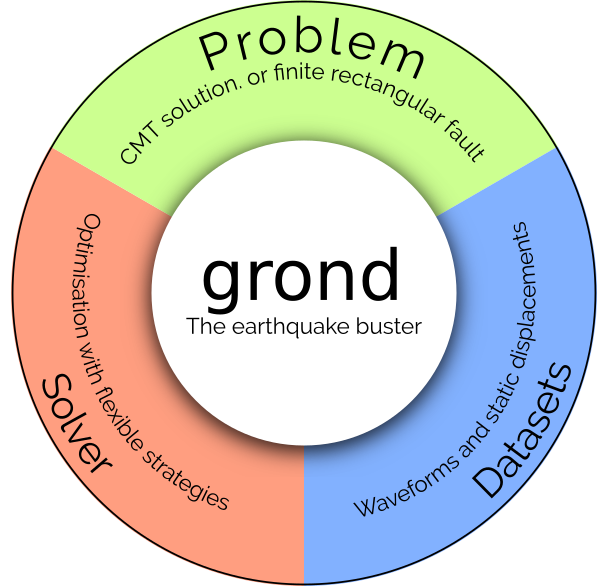 Problem
CMT solution. or finite rectangular fault
grond
The earthquake buster
Solver
Optimisation with flexible strategies
Datasets
Waveforms and static displacements